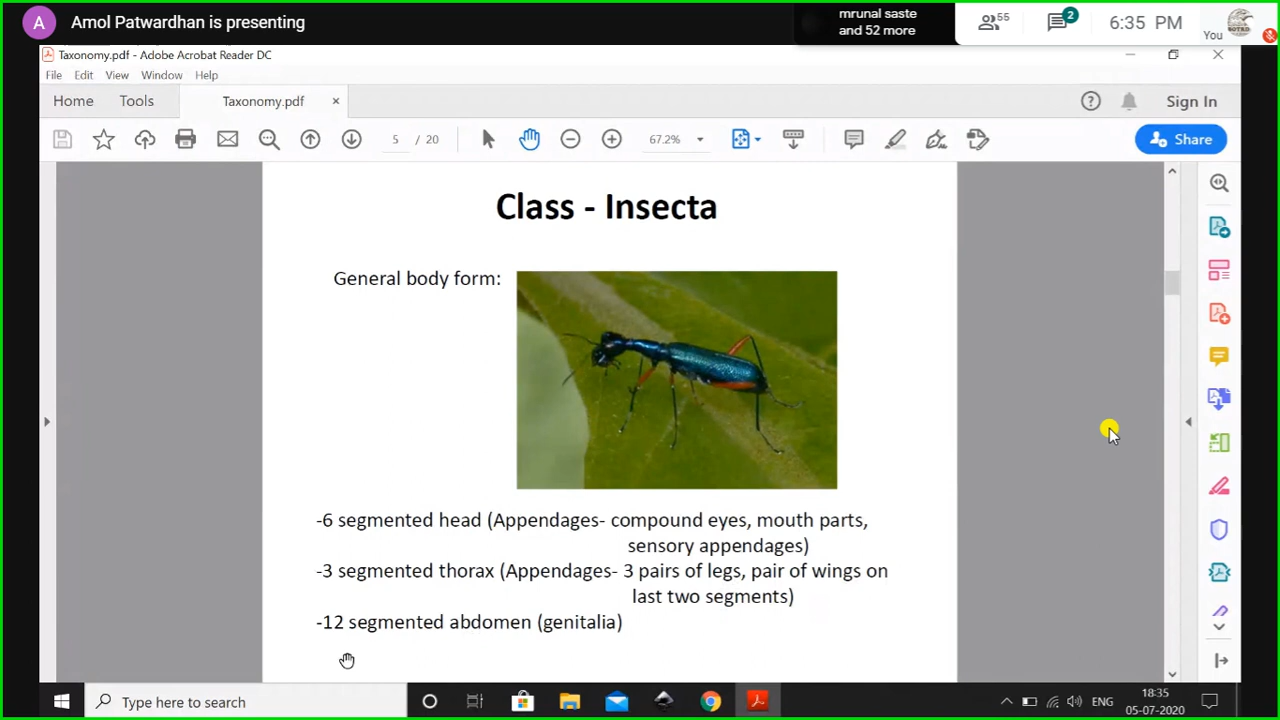 A Amol Patwardhan is presenting
mrunal saste
and 52 more
55
2
6:35 PM
You
Taxonomy.pdf - Adobe Acrobat Reader DC
File Edit View Window Help
Home Tools Taxonomy.pdf × Sign In
5 / 20 67.2% Share
Class - Insecta
General body form:
-6 segmented head (Appendages- compound eyes, mouth parts,
sensory appendages)
-3 segmented thorax (Appendages- 3 pairs of legs, pair of wings on
last two segments)
-12 segmented abdomen (genitalia)
Type here to search
ENG
18:35
05-07-2020